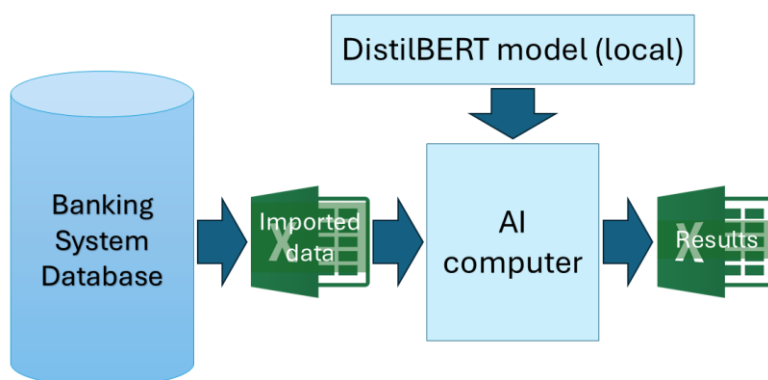 DistilBERT model (local)
Banking
System
Database
X
Imported
data
AI
computer
X
Results